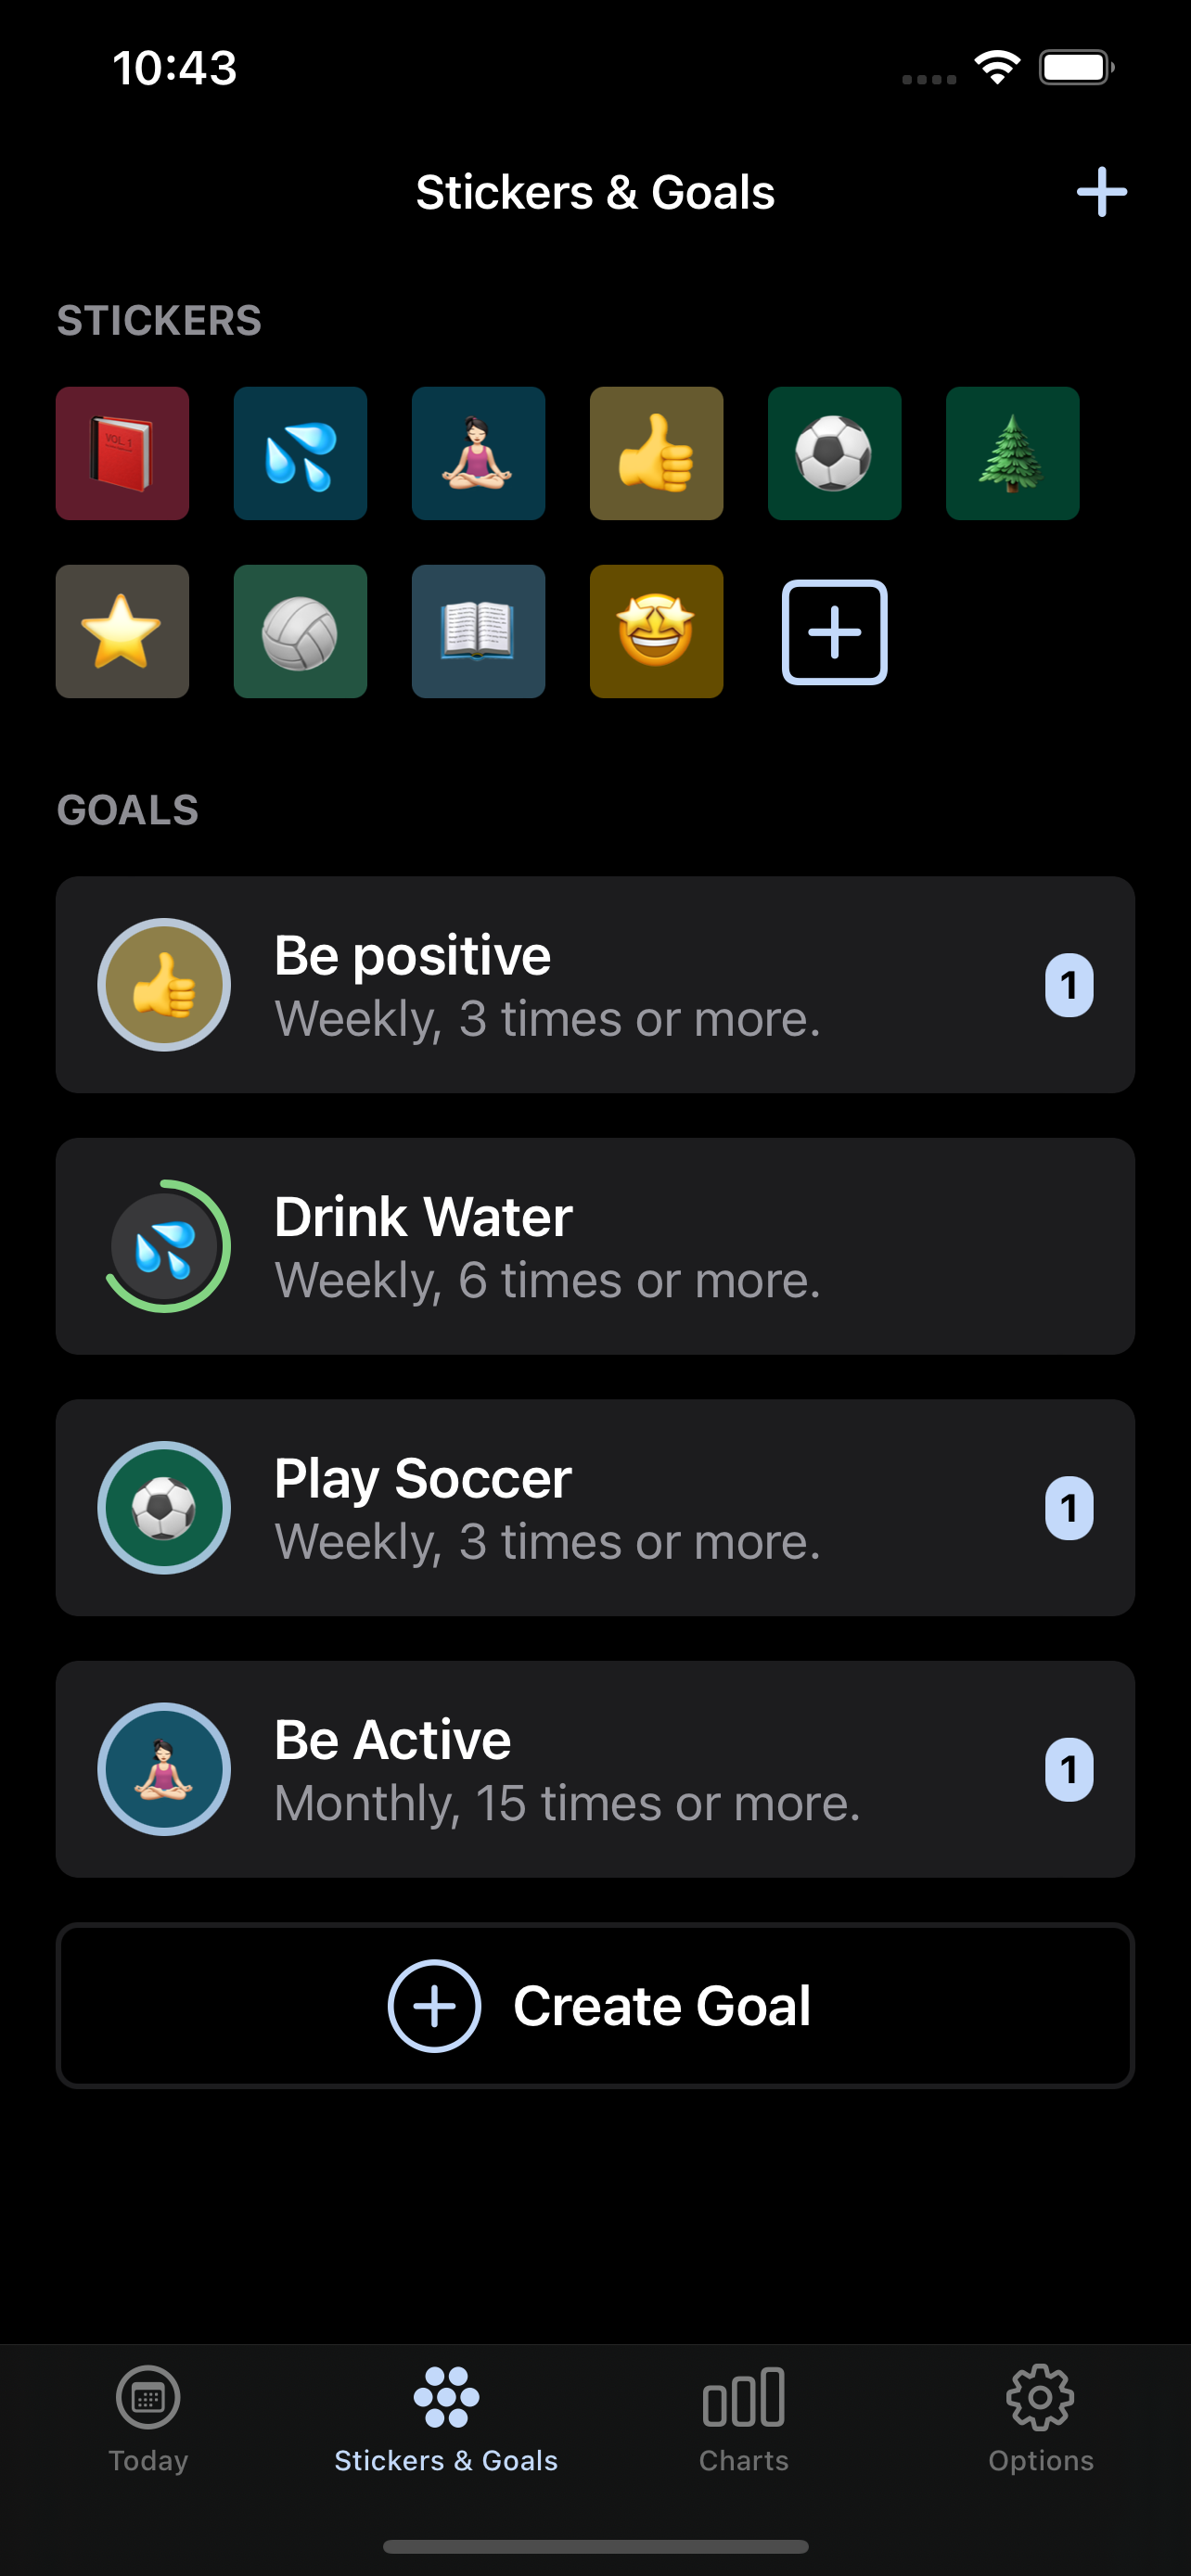 10:43
Stickers & Goals
STICKERS
VOL.1
GOALS
Be positive
Weekly, 3 times or more.
1
Drink Water
Weekly, 6 times or more.
Play Soccer
Weekly, 3 times or more.
1
Be Active
Monthly, 15 times or more.
1
Create Goal
Today
Stickers & Goals
Charts
Options